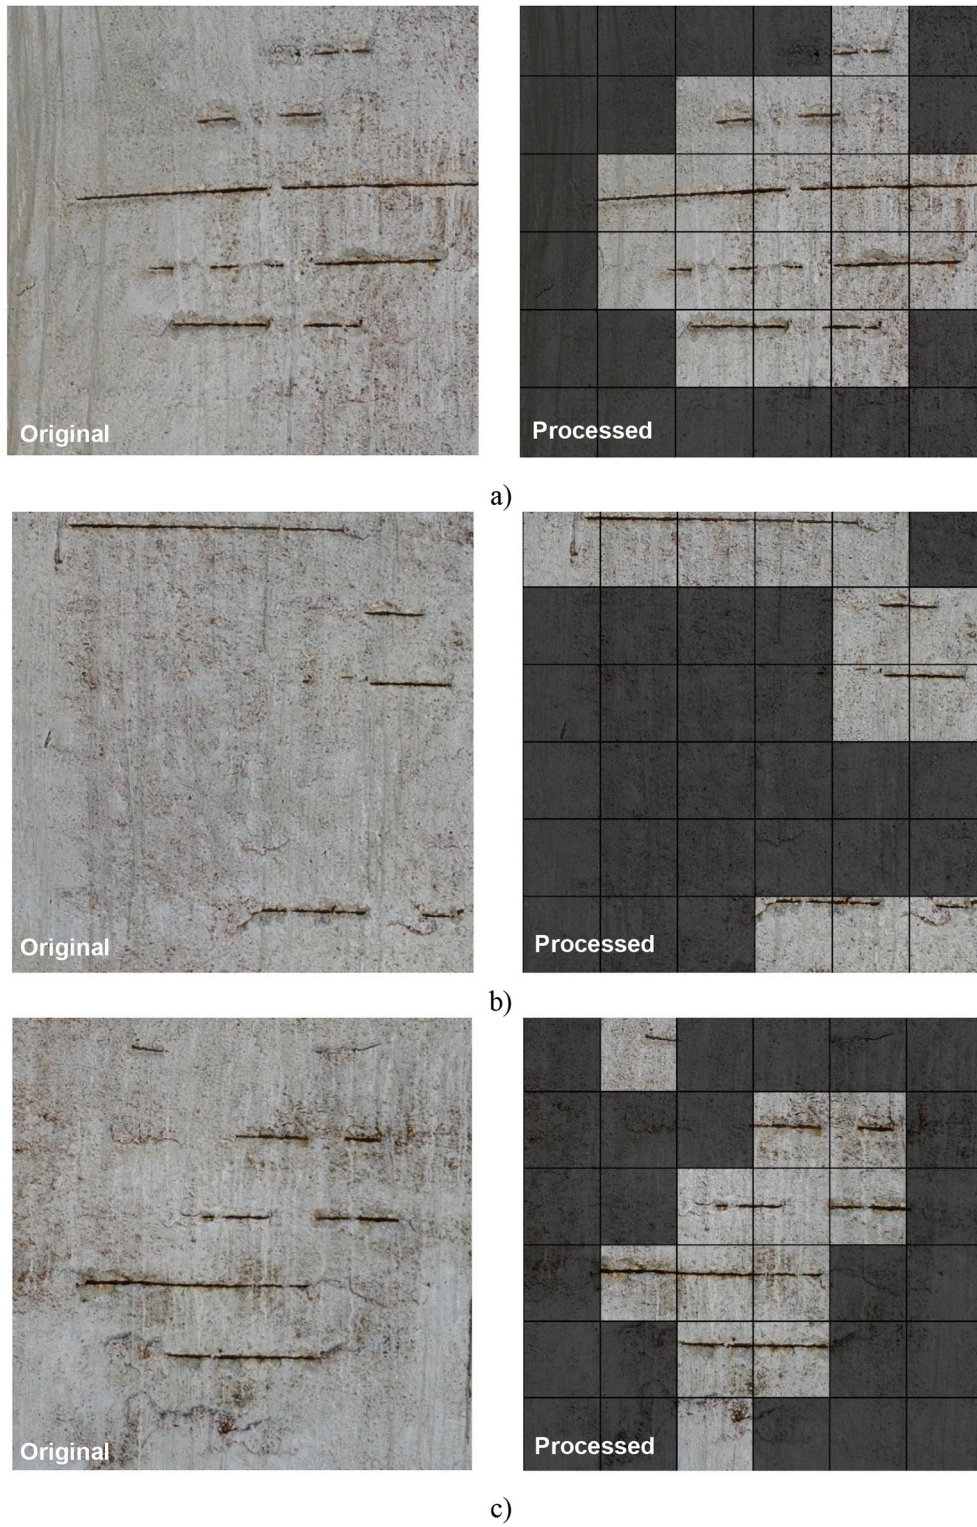 Original
Processed
a)
Original
Processed
b)
Original
Processed
c)